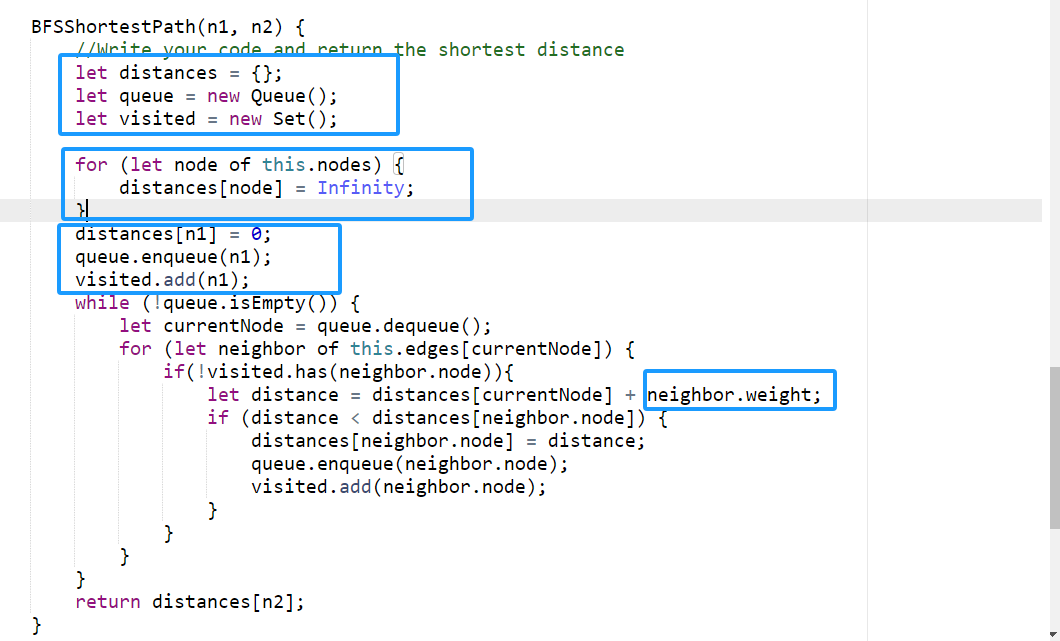 BFSShortestPath(n1, n2) {
//Write your code and return the shortest distance
let distances = {};
let queue = new Queue();
let visited = new Set();
for (let node of this.nodes) {
distances[node] = Infinity;
}
distances[n1] = 0;
queue.enqueue(n1);
visited.add(n1);
while (!queue.isEmpty()) {
let currentNode = queue.dequeue();
for (let neighbor of this.edges[currentNode]) {
if(!visited.has(neighbor.node)){
let distance = distances[currentNode] + neighbor.weight;
if (distance < distances[neighbor.node]) {
distances[neighbor.node] = distance;
queue.enqueue(neighbor.node);
visited.add(neighbor.node);
}
}
}
}
return distances[n2];
}